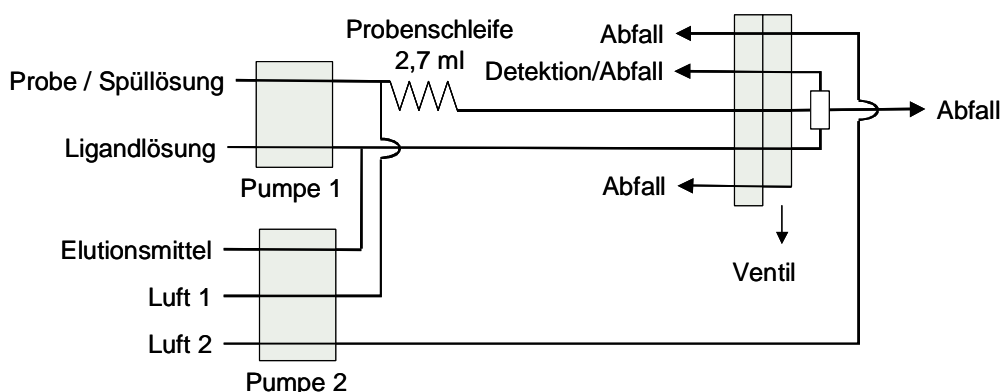 Probenschleife
2,7 ml
Abfall
Probe / Spüllösung
Detektion/Abfall
Abfall
Ligandlösung
Pumpe 1
Abfall
Elutionsmittel
Ventil
Luft 1
Luft 2
Pumpe 2